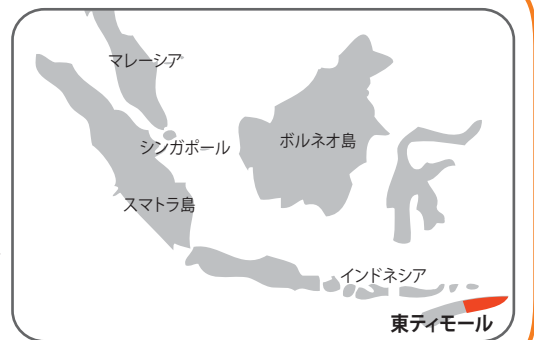 マレーシア
シンガポール
ボルネオ島
スマトラ島
インドネシア
東ティモール